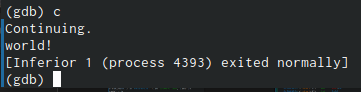 (gdb) c
Continuing.
world!
[Inferior 1 (process 4393) exited normally]
(gdb)